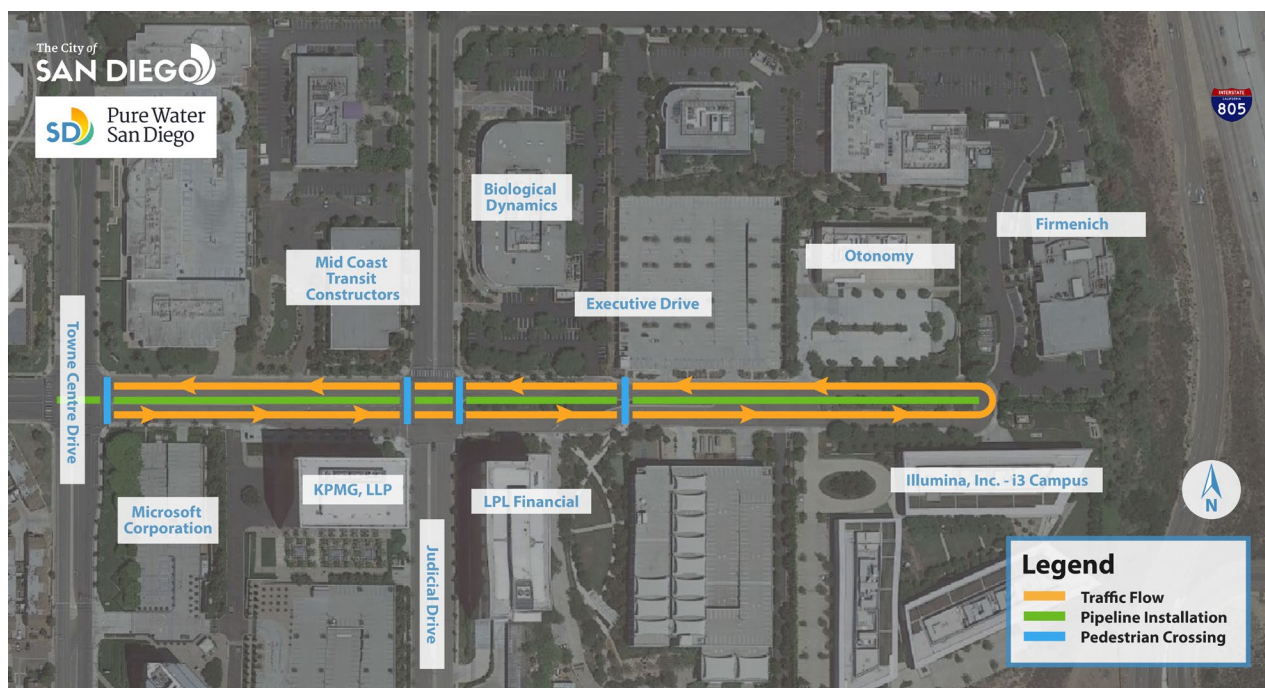 The City of
SAN DIEGO
SD
Pure Water
San Diego
INTERSTATE
CALIFORNIA
805
Biological
Dynamics
Firmenich
Otonomy
Mid Coast
Transit
Constructors
Executive Drive
Towne Centre Drive
KPMG, LLP
LPL Financial
Illumina, Inc. - i3 Campus
Microsoft
Corporation
Judicial Drive
N
Legend
Traffic Flow
Pipeline Installation
Pedestrian Crossing